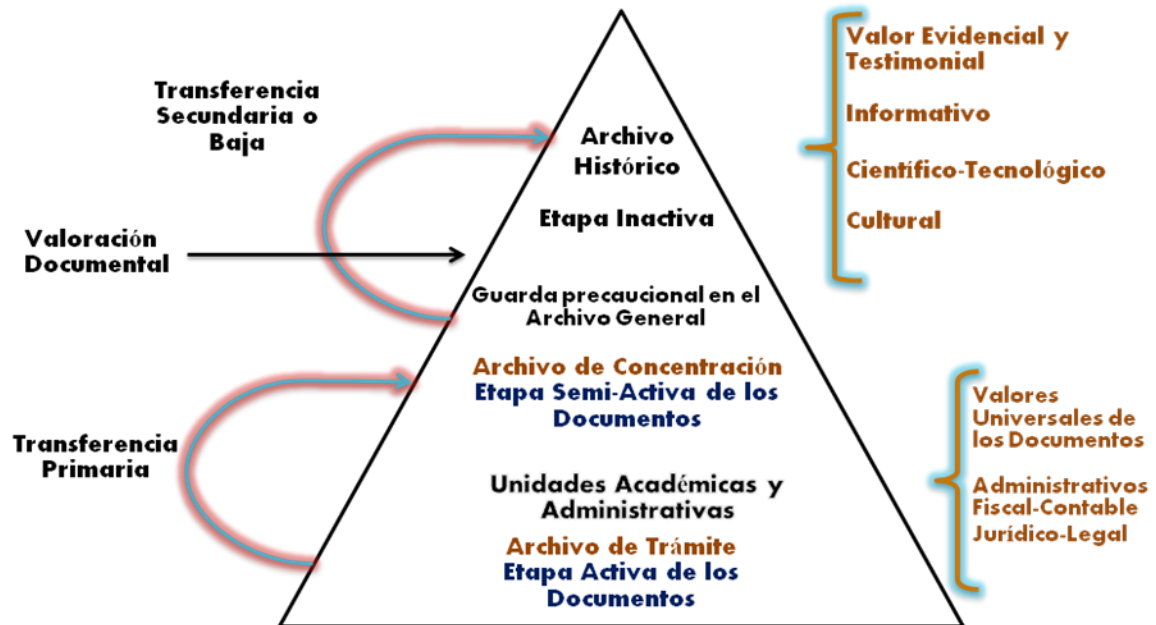 Transferencia
Secundaria o
Baja
Valoración
Documental
Transferencia
Primaria
Archivo
Histórico
Etapa Inactiva
Guarda precaucional en el
Archivo General
Archivo de Concentración
Etapa Semi-Activa de los
Documentos
Unidades Académicas y
Administrativas
Archivo de Trámite
Etapa Activa de los
Documentos
Valor Evidencial y
Testimonial
Informativo
Científico-Tecnológico
Cultural
Valores
Universales de
los Documentos
Administrativos
Fiscal-Contable
Jurídico-Legal